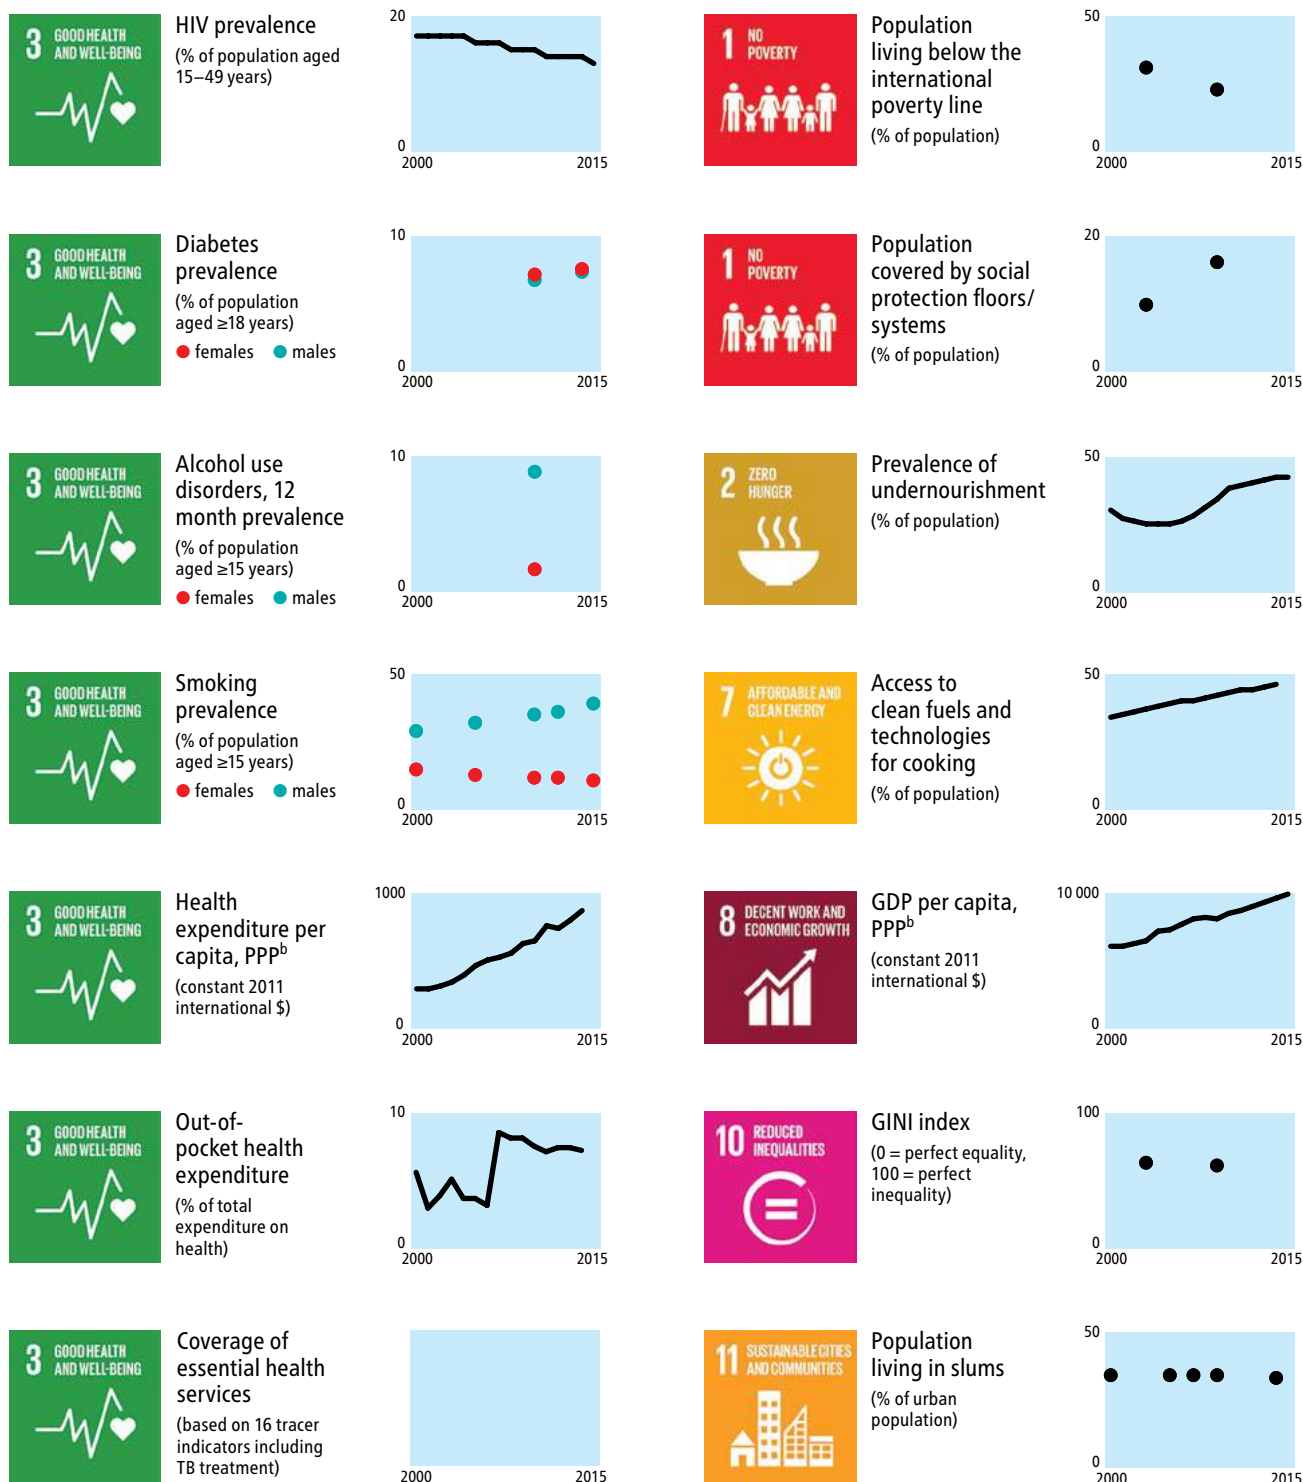 3 GOOD HEALTH
AND WELL-BEING
HIV prevalence
(% of population aged
15–49 years)
20
0
2000 2015
1 NO
POVERTY
Population
living below the
international
poverty line
(% of population)
50
0
2000 2015
3 GOOD HEALTH
AND WELL-BEING
Diabetes
prevalence
(% of population
aged ≥18 years)
females males
10
0
2000 2015
1 NO
POVERTY
Population
covered by social
protection floors/
systems
(% of population)
20
0
2000 2015
3 GOOD HEALTH
AND WELL-BEING
Alcohol use
disorders, 12
month prevalence
(% of population
aged ≥15 years)
females males
10
0
2000 2015
2 ZERO
HUNGER
Prevalence of
undernourishment
(% of population)
50
0
2000 2015
3 GOOD HEALTH
AND WELL-BEING
Smoking
prevalence
(% of population
aged ≥15 years)
females males
50
0
2000 2015
7 AFFORDABLE AND
CLEAN ENERGY
Access to
clean fuels and
technologies
for cooking
(% of population)
50
0
2000 2015
3 GOOD HEALTH
AND WELL-BEING
Health
expenditure per
capita, PPPb
(constant 2011
international $)
1000
0
2000 2015
8 DECENT WORK AND
ECONOMIC GROWTH
GDP per capita,
PPPb
(constant 2011
international $)
10 000
0
2000 2015
3 GOOD HEALTH
AND WELL-BEING
Out-of-
pocket health
expenditure
(% of total
expenditure on
health)
10
0
2000 2015
10 REDUCED
INEQUALITIES
GINI index
(0 = perfect equality,
100 = perfect
inequality)
100
0
2000 2015
3 GOOD HEALTH
AND WELL-BEING
Coverage of
essential health
services
(based on 16 tracer
indicators including
TB treatment)
2000 2015
11 SUSTAINABLE CITIES
AND COMMUNITIES
Population
living in slums
(% of urban
population)
50
0
2000 2015